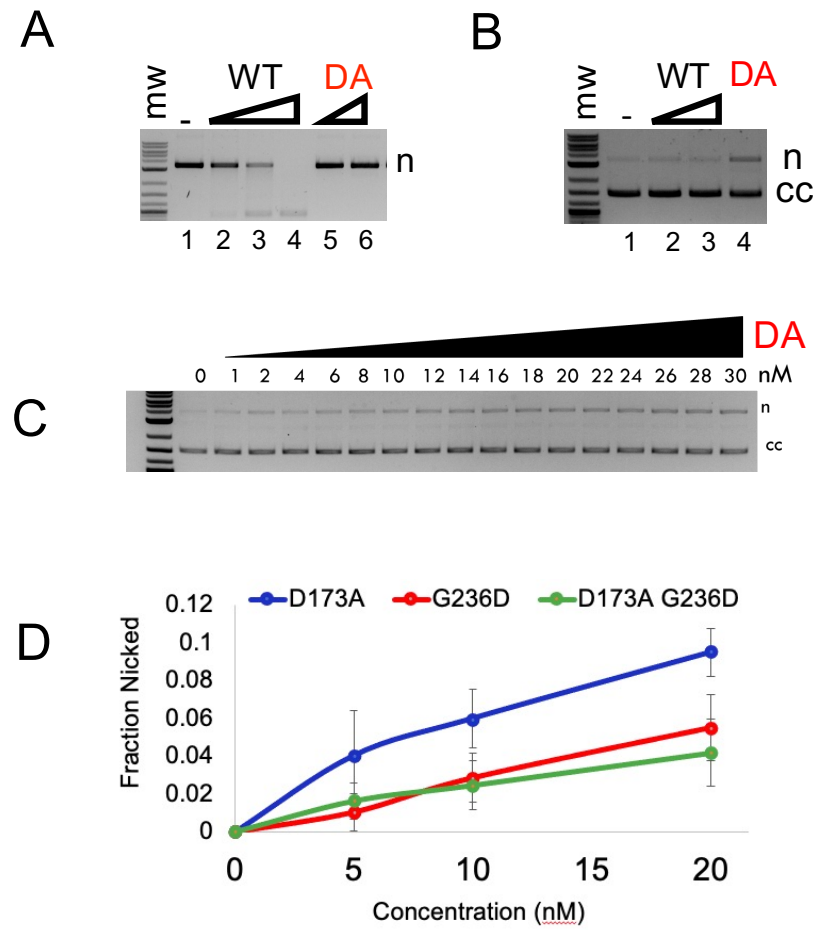 A
mw
-
WT
DA
n
1 2 3 4 5 6
B
mw
-
WT
DA
n
cc
1 2 3 4
C
DA
0 1 2 4 6 8 10 12 14 16 18 20 22 24 26 28 30 nM
n
cc
D
D173A G236D D173A G236D
Fraction Nicked
0.12
0.1
0.08
0.06
0.04
0.02
0
0 5 10 15 20
Concentration (nM)